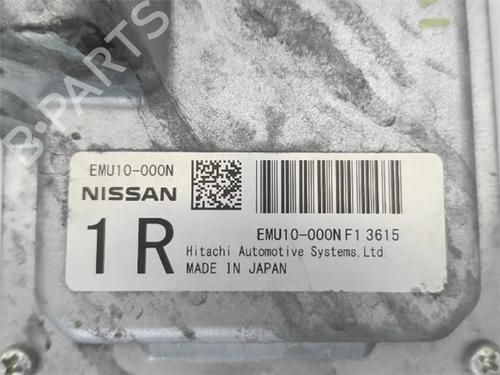 B-PARTS
EMU10-000N
NISSAN
1R
EMU10-000N F1 3615
Hitachi Automotive Systems,Ltd.
MADE IN JAPAN